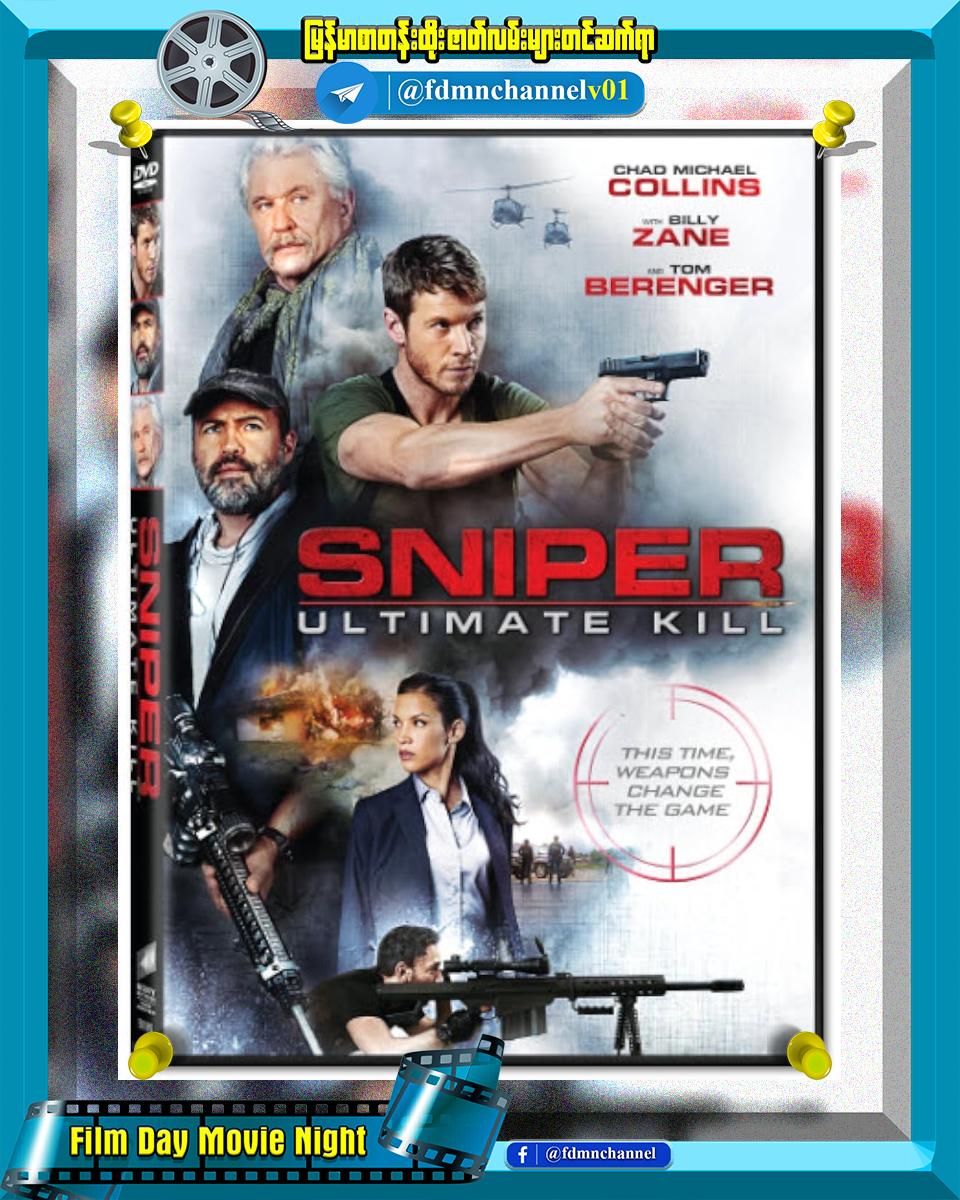 မြန်မာစာတန်းထိုးဇာတ်လမ်းများတင်ဆက်ရာ
@fdmnchannelv01
DVD
CHAD MICHAEL
COLLINS
WITH BILLY
ZANE
AND TOM
BERENGER
SNIPER
ULTIMATE KILL
SNIPER
ULTIMATE KILL
THIS TIME,
WEAPONS
CHANGE
THE GAME
Film Day Movie Night
f @fdmnchannel